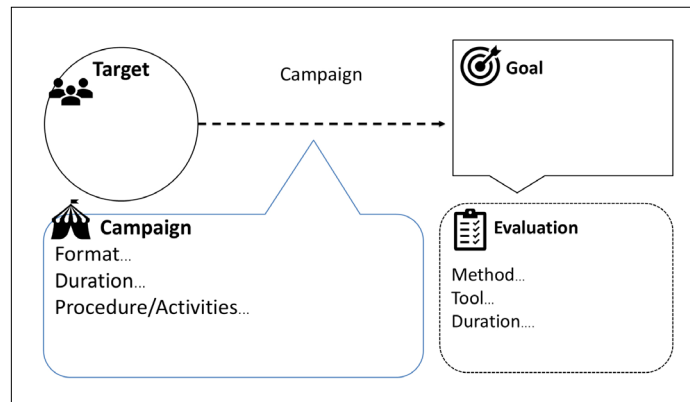 Target
Campaign
Goal
Campaign
Format...
Duration...
Procedure/Activities...
Evaluation
Method...
Tool...
Duration....